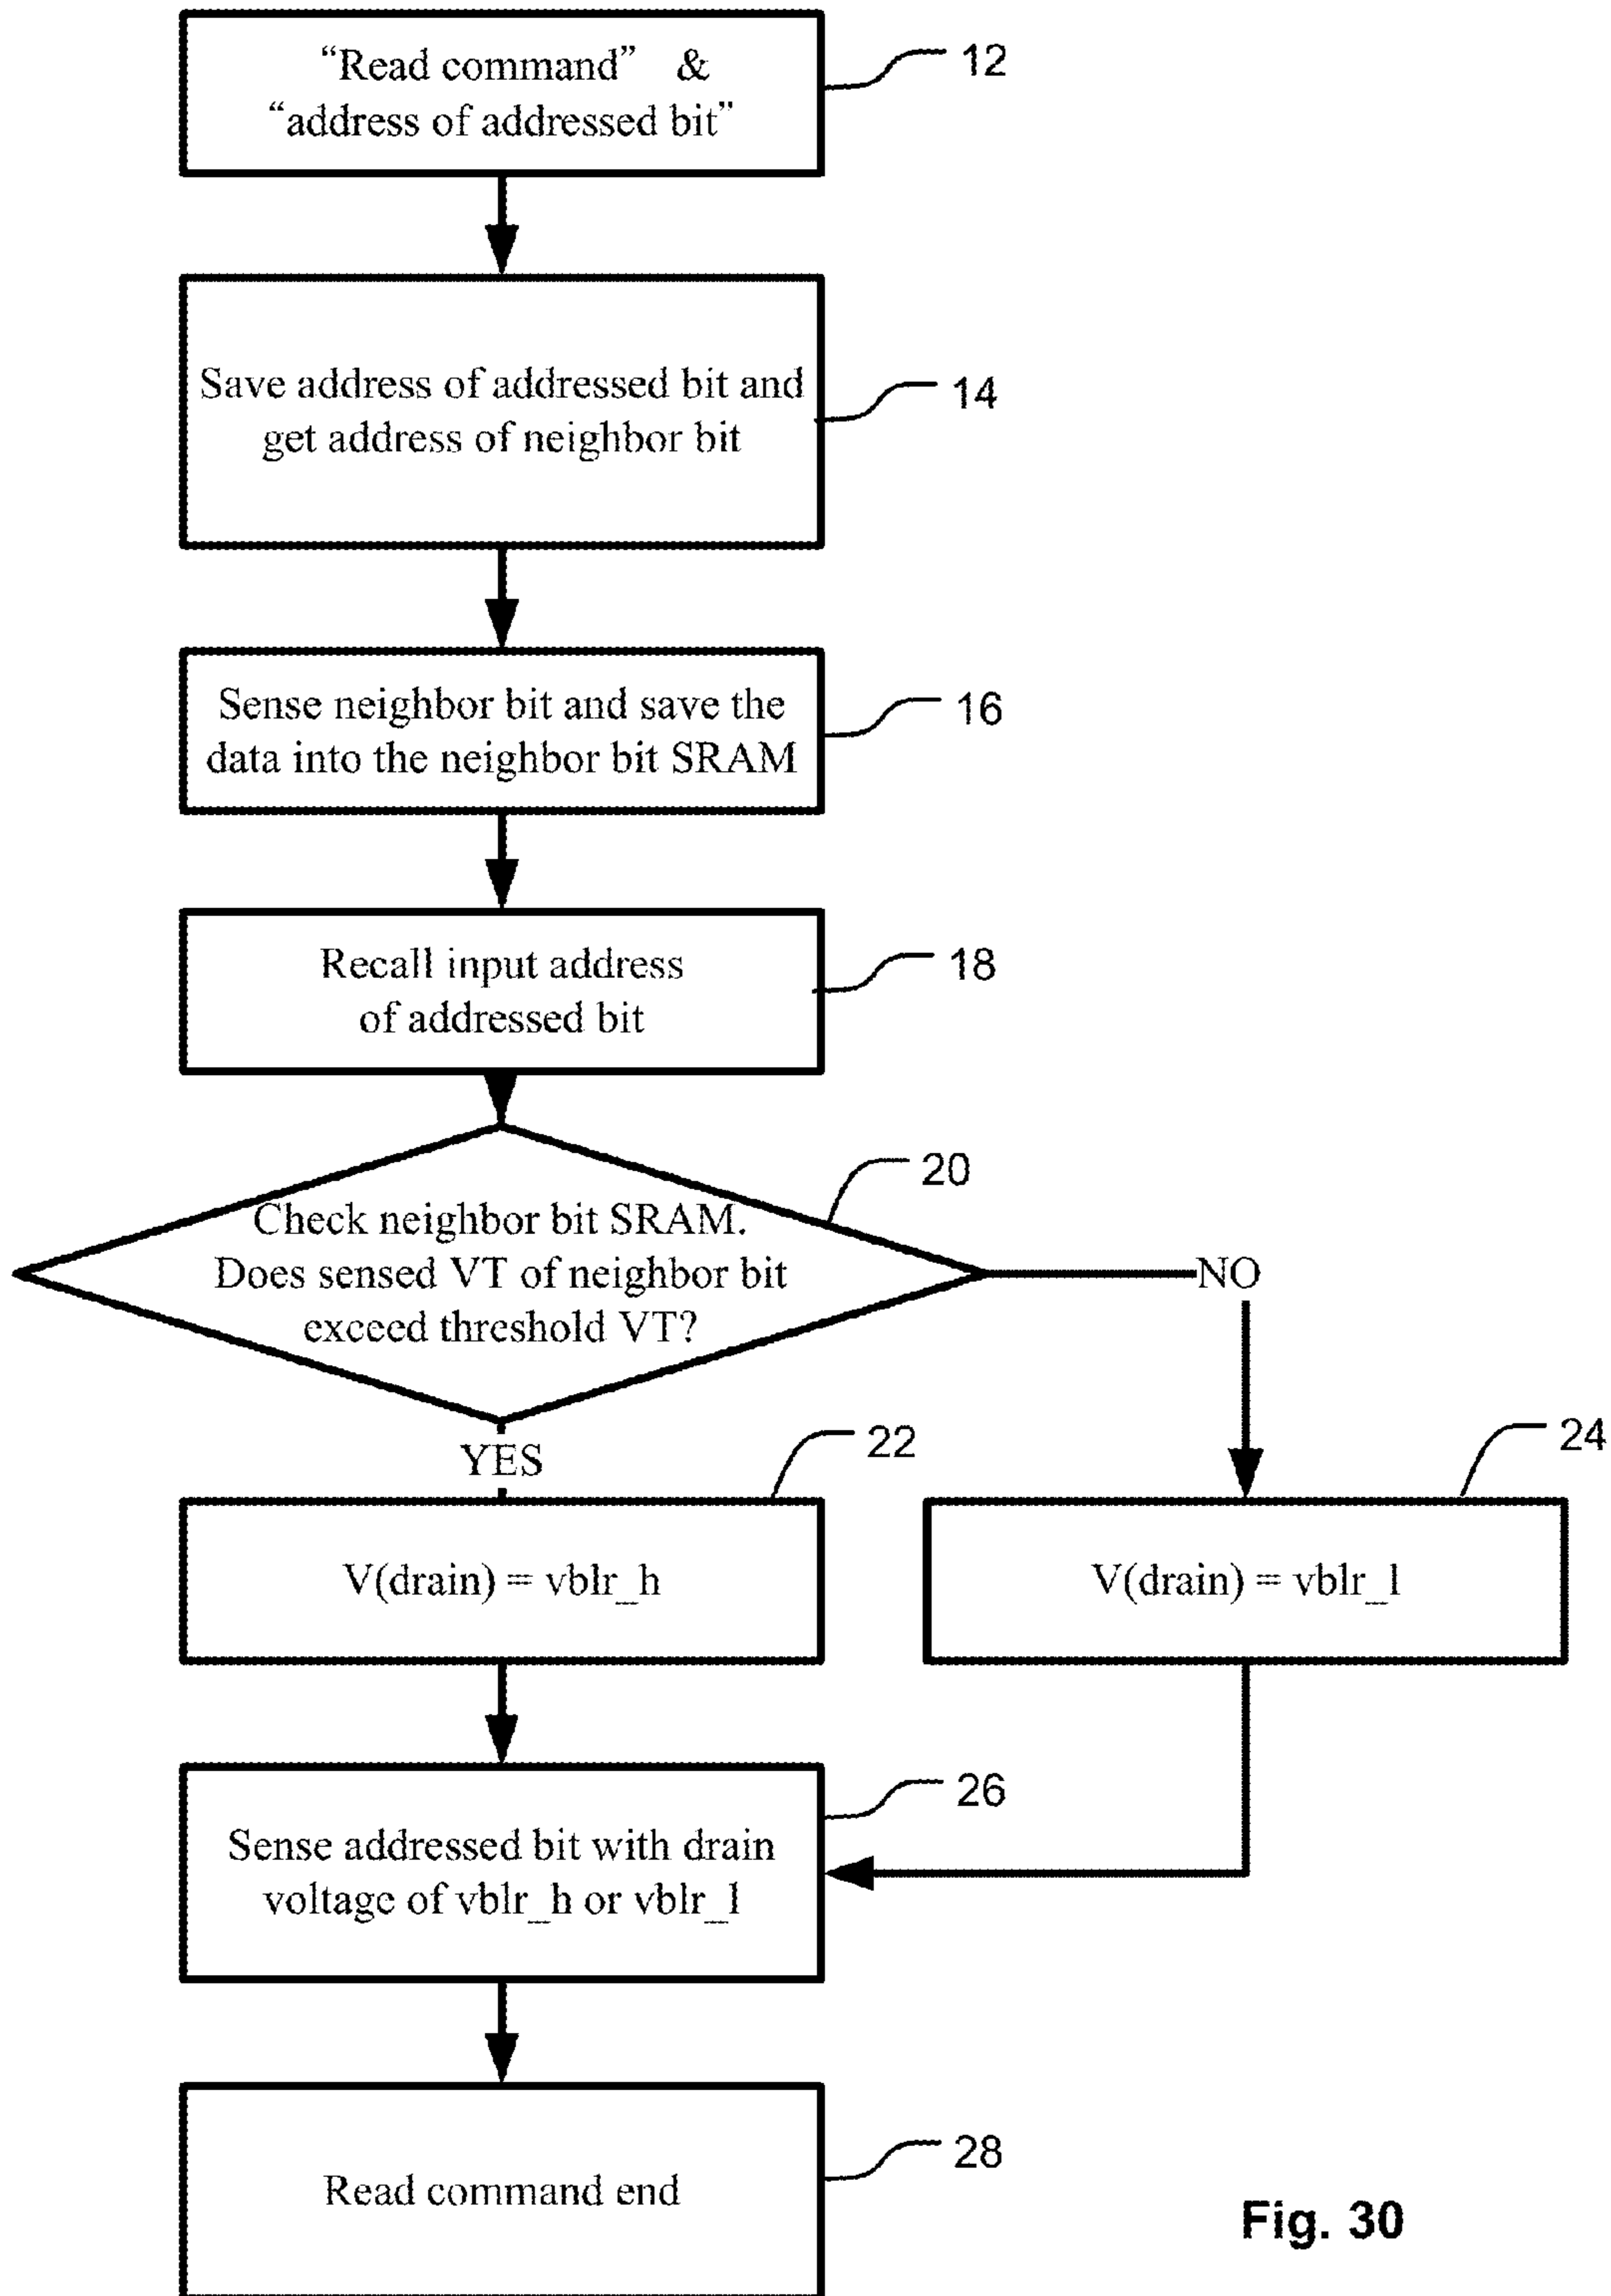 “Read command” &
“address of addressed bit”
12
Save address of addressed bit and
get address of neighbor bit
14
Sense neighbor bit and save the
data into the neighbor bit SRAM
16
Recall input address
of addressed bit
18
Check neighbor bit SRAM.
Does sensed VT of neighbor bit
exceed threshold VT?
20
NO
YES
22
V(drain) = vblr_h
24
V(drain) = vblr_l
26
Sense addressed bit with drain
voltage of vblr_h or vblr_l
28
Read command end
Fig. 30